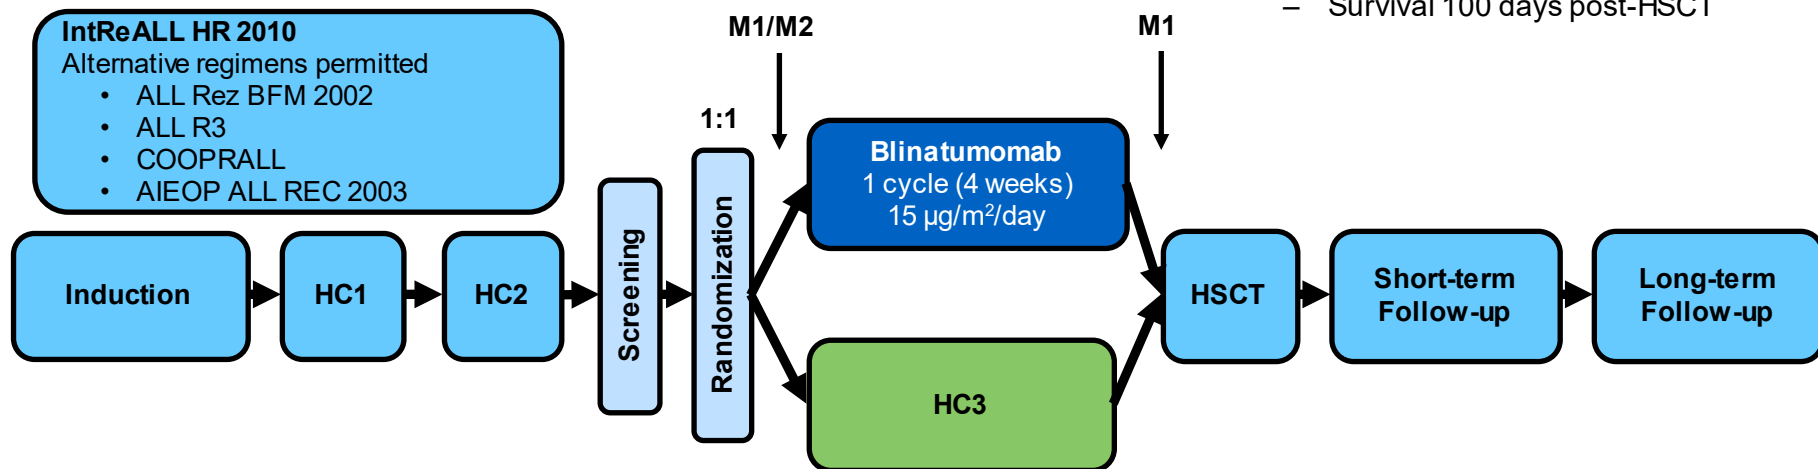 – Survival 100 days post-HSCT
IntReALL HR 2010
Alternative regimens permitted
• ALL Rez BFM 2002
• ALL R3
• COOPRALL
• AIEOP ALL REC 2003
M1/M2
M1
1:1
Induction
HC1
HC2
Screening
Randomization
Blinatumomab
1 cycle (4 weeks)
15 µg/m²/day
HC3
HSCT
Short-term
Follow-up
Long-term
Follow-up